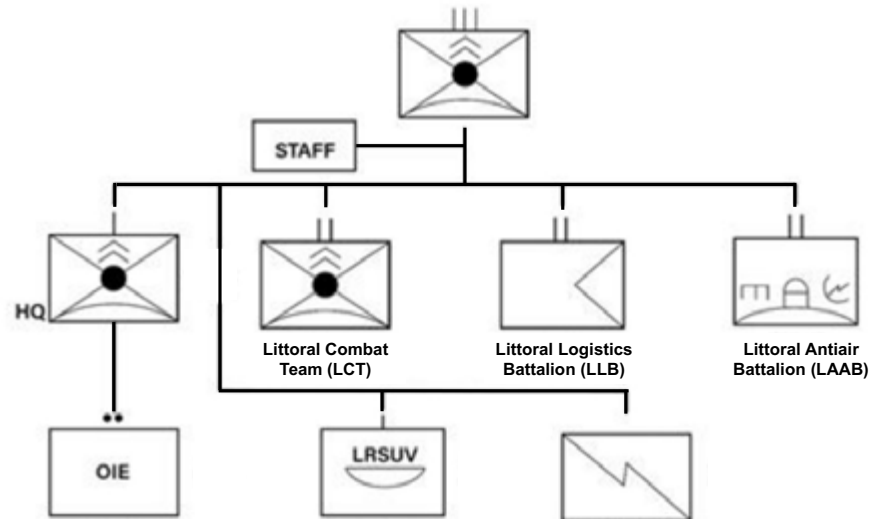 STAFF
HQ
Littoral Combat
Team (LCT)
Littoral Logistics
Battalion (LLB)
Littoral Antiair
Battalion (LAAB)
OIE
LRSUV